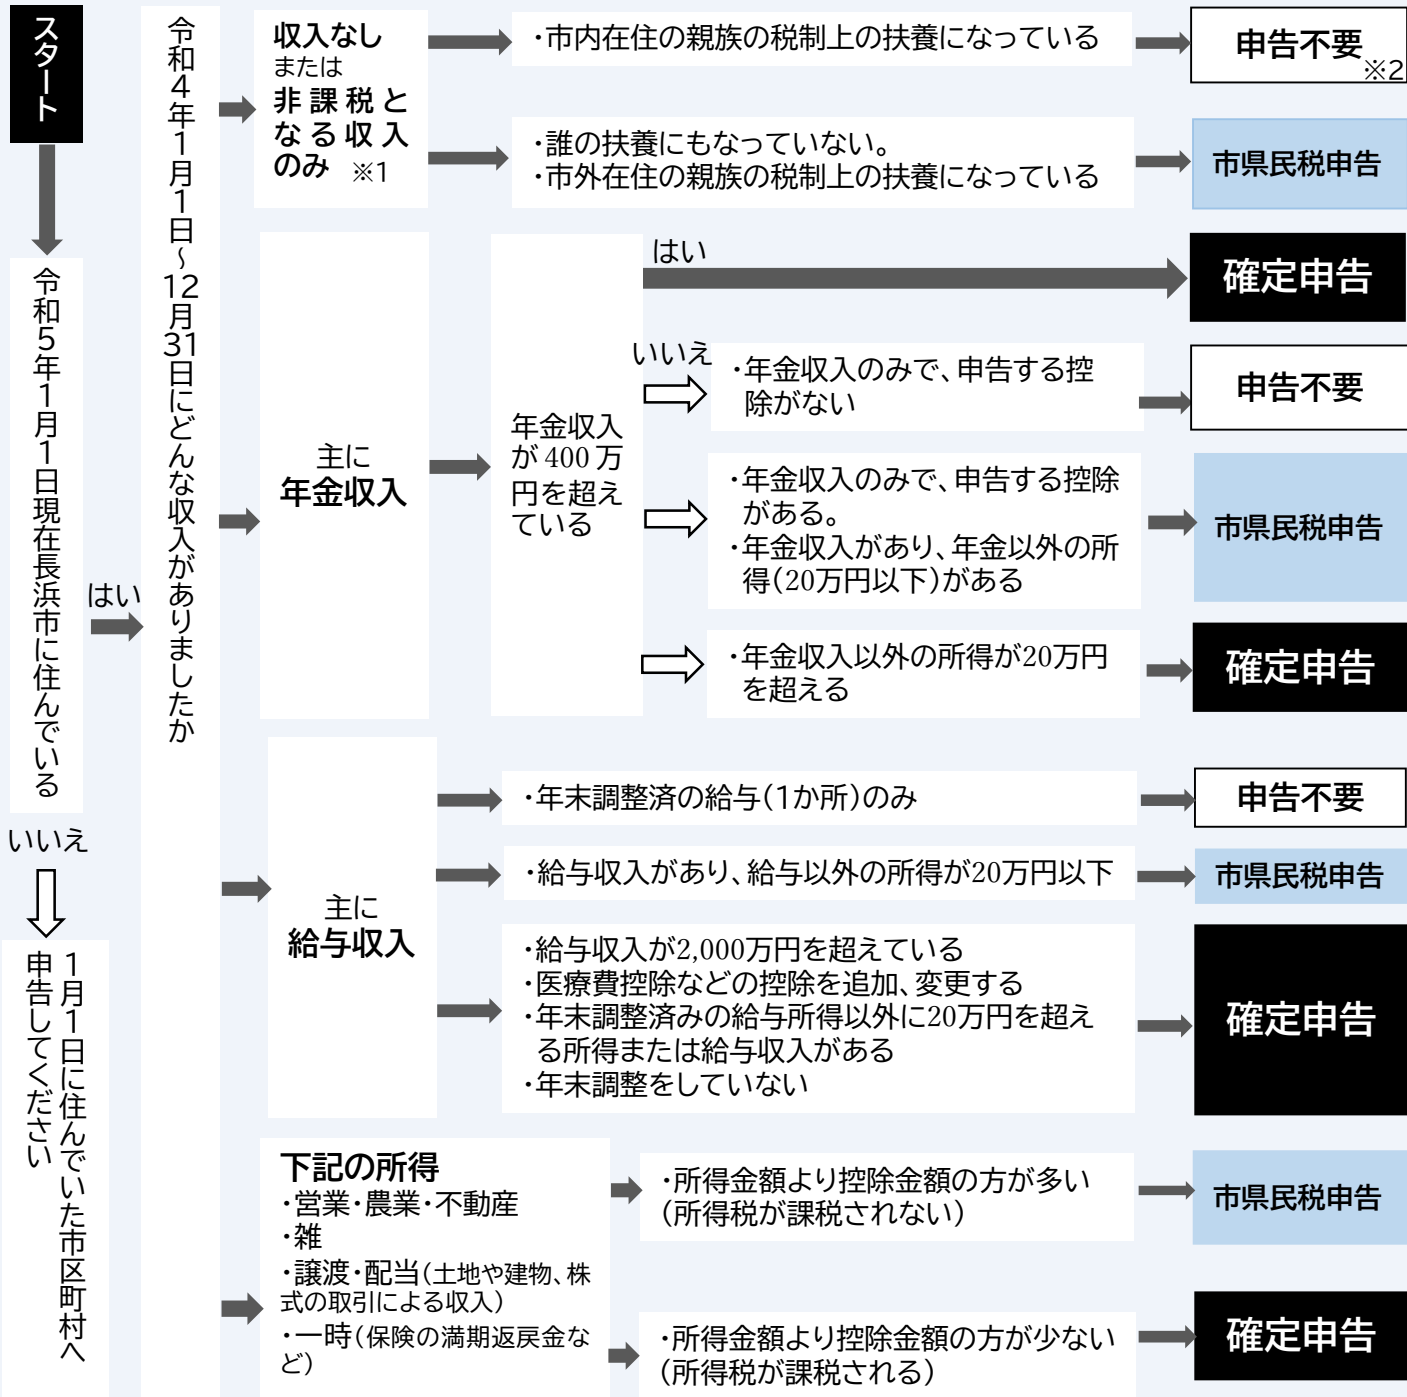 スタート
令和5年1月1日現在長浜市に住んでいる
はい
いいえ
1月1日に住んでいた市区町村へ
申告してください
令和4年1月1日~12月31日にどんな収入がありましたか
収入なし
または
非課税と
なる収入
のみ ※1
・市内在住の親族の税制上の扶養になっている
申告不要
※2
・誰の扶養にもなっていない。
・市外在住の親族の税制上の扶養になっている
市県民税申告
主に
年金収入
年金収入
が400万
円を超え
ている
はい
確定申告
いいえ
・年金収入のみで、申告する控
除がない
申告不要
・年金収入のみで、申告する控除
がある。
・年金収入があり、年金以外の所
得(20万円以下)がある
市県民税申告
・年金収入以外の所得が20万円
を超える
確定申告
主に
給与収入
・年末調整済の給与(1か所)のみ
申告不要
・給与収入があり、給与以外の所得が20万円以下
市県民税申告
・給与収入が2,000万円を超えている
・医療費控除などの控除を追加、変更する
・年末調整済みの給与所得以外に20万円を超え
る所得または給与収入がある
・年末調整をしていない
確定申告
下記の所得
・営業・農業・不動産
・雑
・譲渡・配当(土地や建物、株
式の取引による収入)
・一時(保険の満期返戻金な
ど)
・所得金額より控除金額の方が多い
(所得税が課税されない)
市県民税申告
・所得金額より控除金額の方が少ない
(所得税が課税される)
確定申告